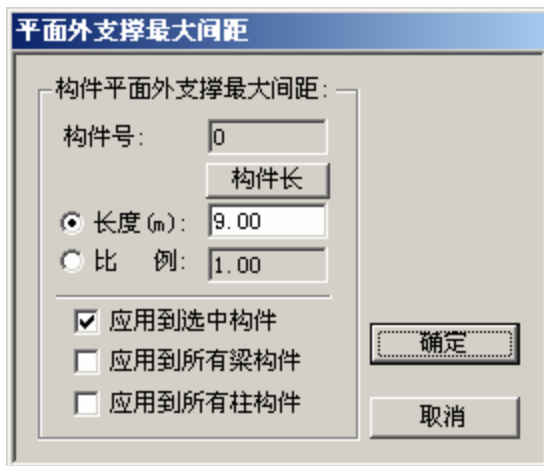 平面外支撑最大间距
构件平面外支撑最大间距:
构件号: 0
构件长
长度(m): 9.00
比 例: 1.00
应用到选中构件
应用到所有梁构件
应用到所有柱构件
确定
取消